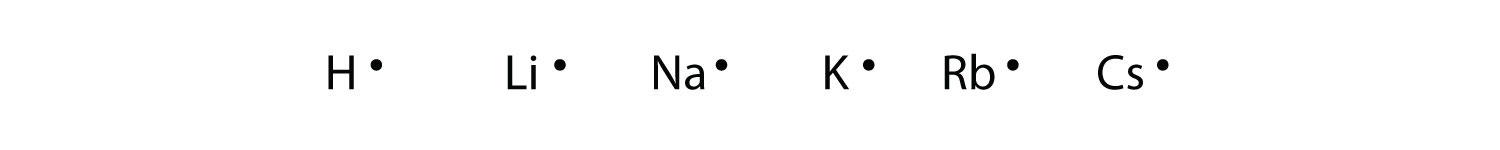 H • Li • Na • K • Rb • Cs •